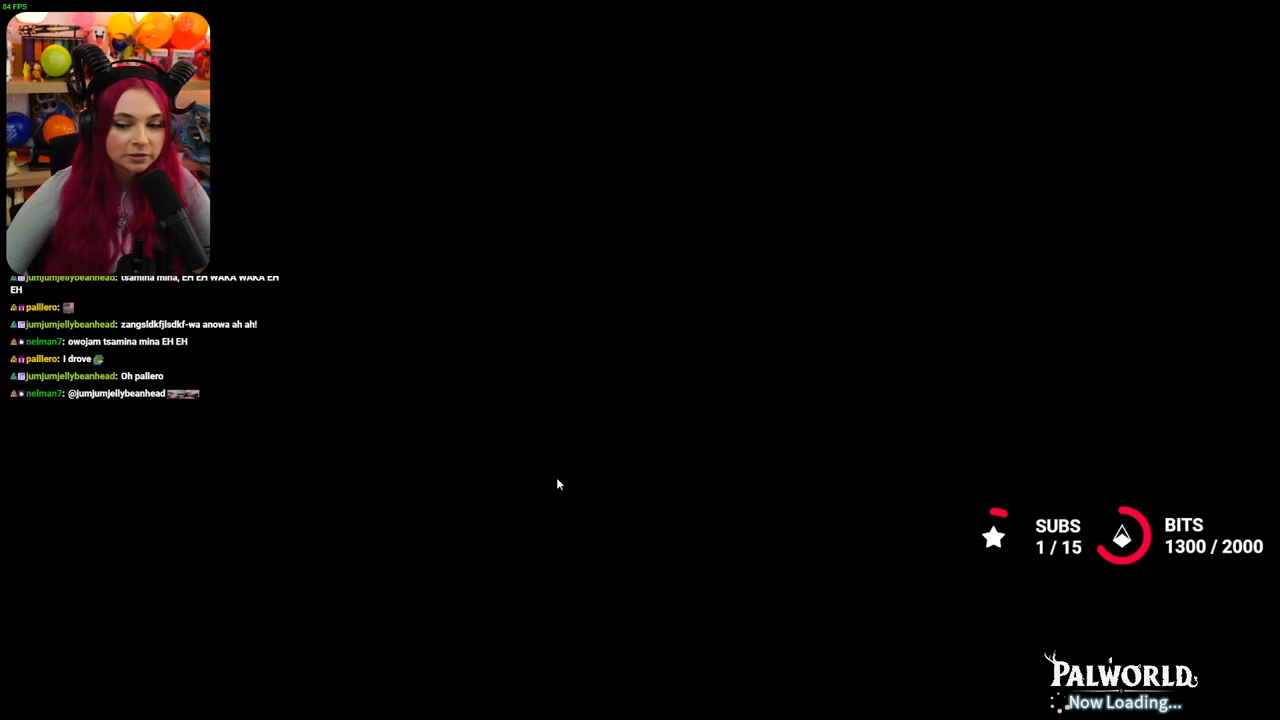 84 FPS
jumjumjellybeanhead: tsamina mina, EH EH WAKA WAKA EH
EH
palllero:
jumjumjellybeanhead: zangsldkfjlsdkf-wa anowa ah ah!
nelman7: owojam tsamina mina EH EH
palllero: I drove
jumjumjellybeanhead: Oh pallero
nelman7: @jumjumjellybeanhead
SUBS
1 / 15
BITS
1300 / 2000
PALWORLD
Now Loading...